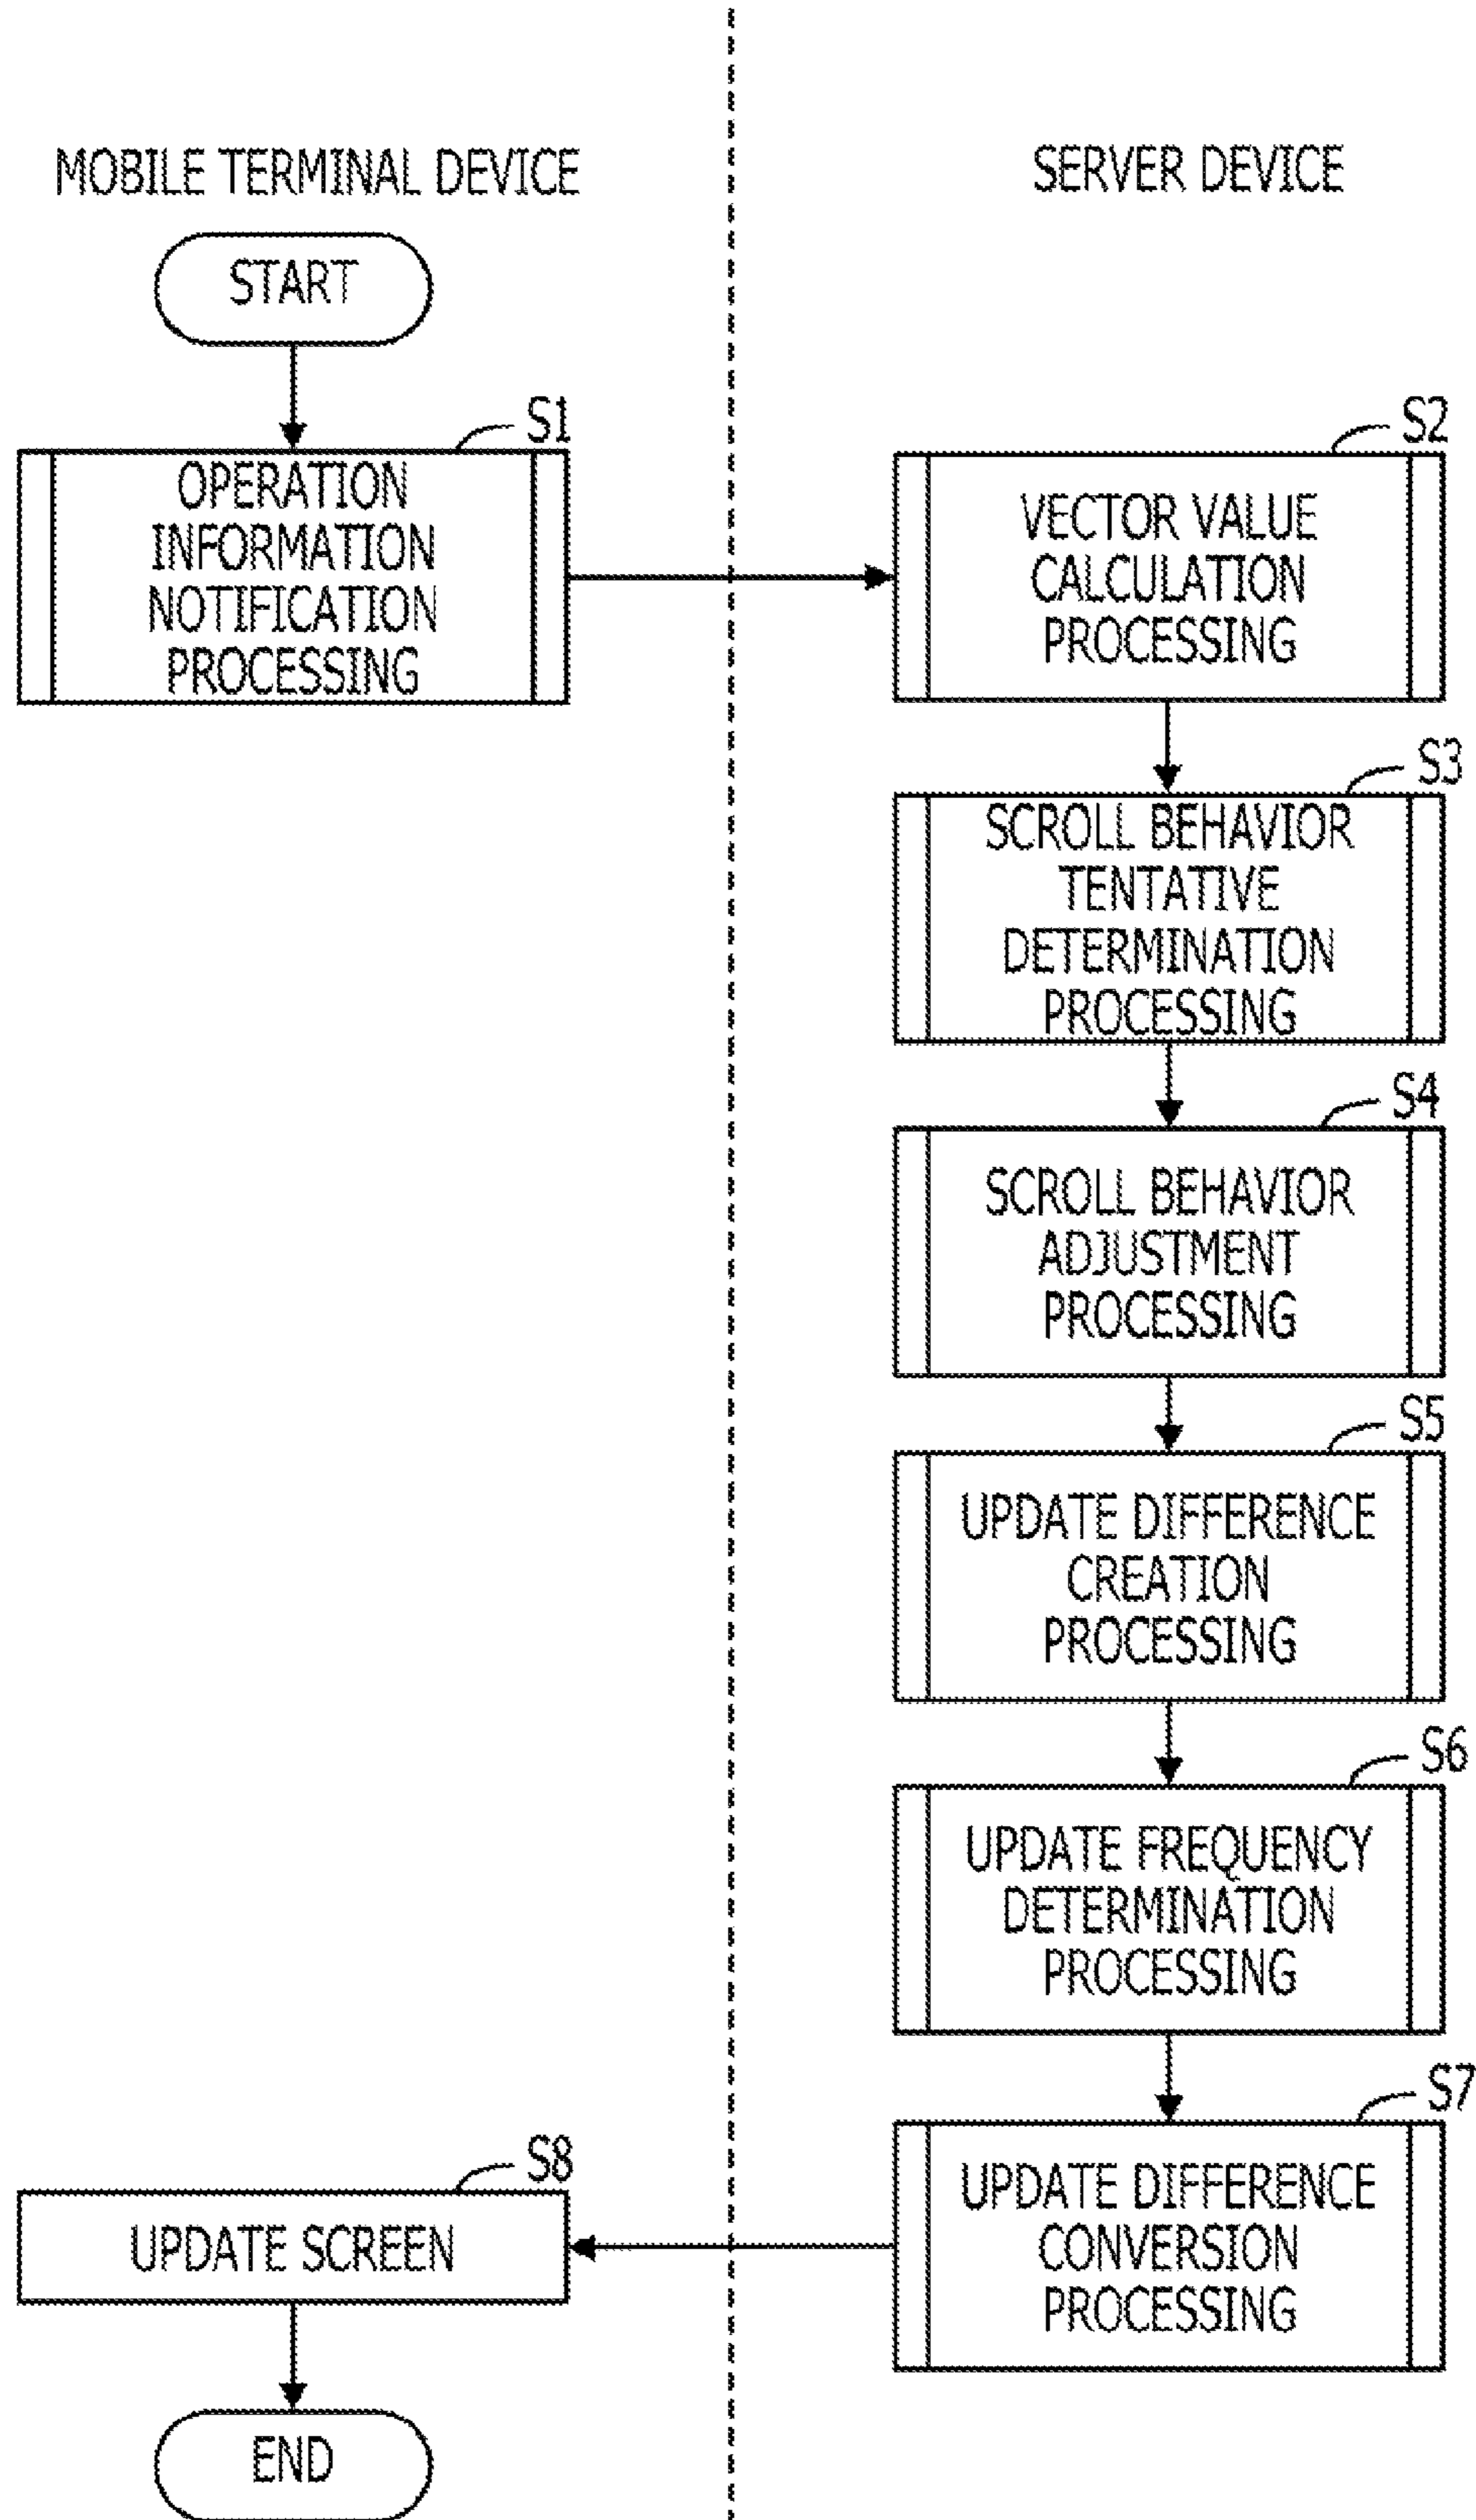 MOBILE TERMINAL DEVICE
SERVER DEVICE
START
S1
OPERATION
INFORMATION
NOTIFICATION
PROCESSING
S2
VECTOR VALUE
CALCULATION
PROCESSING
S3
SCROLL BEHAVIOR
TENTATIVE
DETERMINATION
PROCESSING
S4
SCROLL BEHAVIOR
ADJUSTMENT
PROCESSING
S5
UPDATE DIFFERENCE
CREATION
PROCESSING
S6
UPDATE FREQUENCY
DETERMINATION
PROCESSING
S7
UPDATE DIFFERENCE
CONVERSION
PROCESSING
S8
UPDATE SCREEN
END